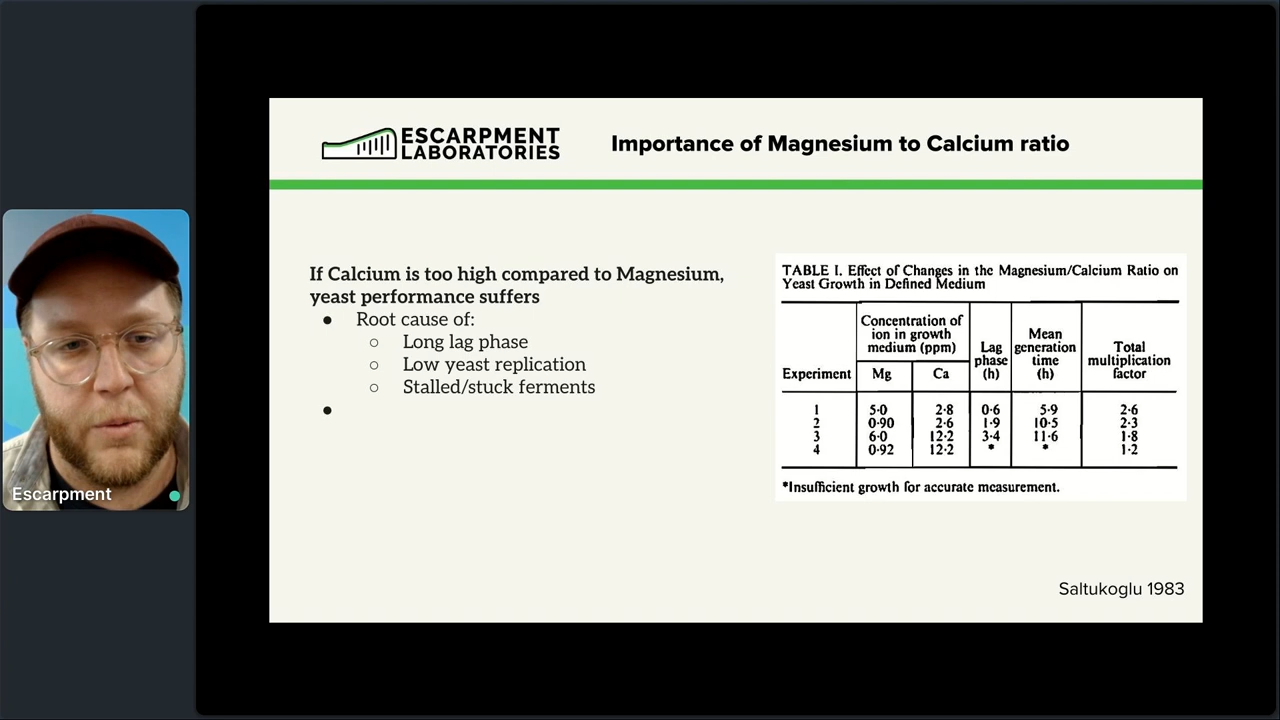 ESCARPMENT
LABORATORIES
Importance of Magnesium to Calcium ratio
If Calcium is too high compared to Magnesium,
yeast performance suffers
● Root cause of:
○ Long lag phase
○ Low yeast replication
○ Stalled/stuck ferments
●
TABLE I. Effect of Changes in the Magnesium/Calcium Ratio on
Yeast Growth in Defined Medium
Concentration of
ion in growth
medium (ppm)
Lag
phase
(h)
Mean
generation
time
(h)
Total
multiplication
factor
Experiment Mg Ca
1 5·0 2·8 0·6 5·9 2·6
2 0·90 2·6 1·9 10·5 2·3
3 6·0 12·2 3·4 11·6 1·8
4 0·92 12·2 * * 1·2
*Insufficient growth for accurate measurement.
Saltukoglu 1983
Escarpment